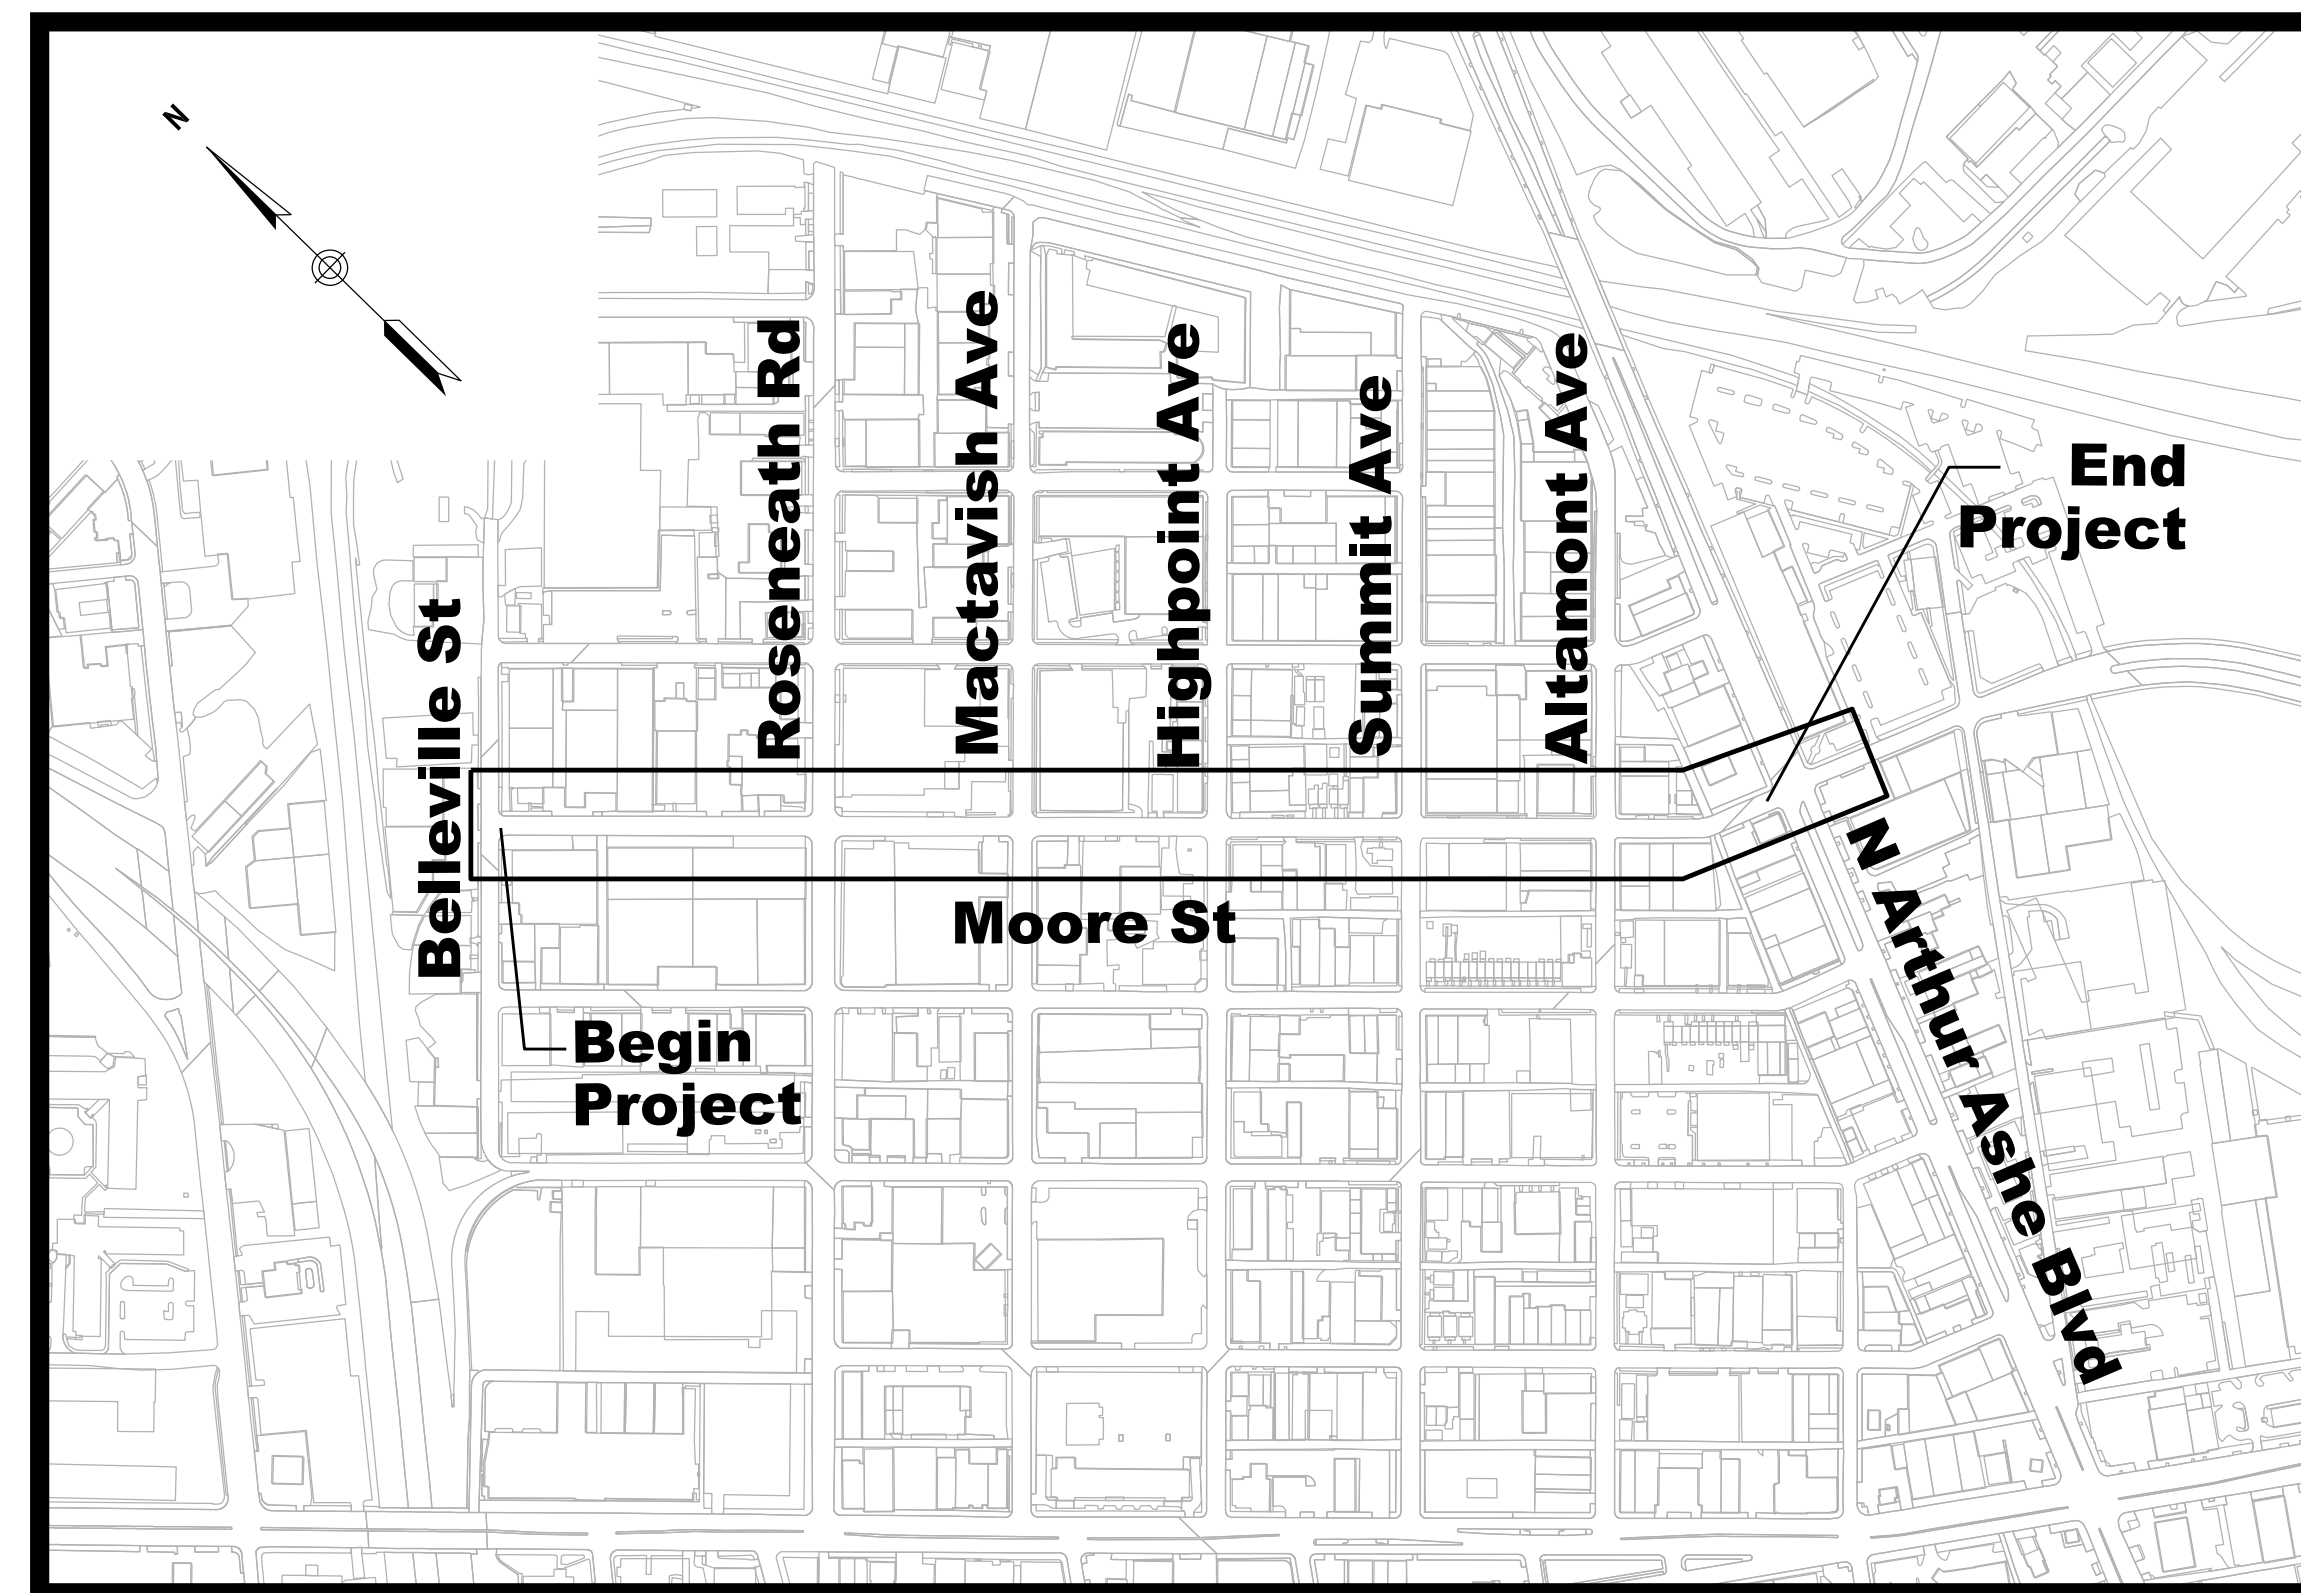 N
Belleville St
Roseneath Rd
Mactavish Ave
Highpoint Ave
Summit Ave
Altamont Ave
End
Project
Moore St
N Arthur Ashe Blvd
Begin
Project